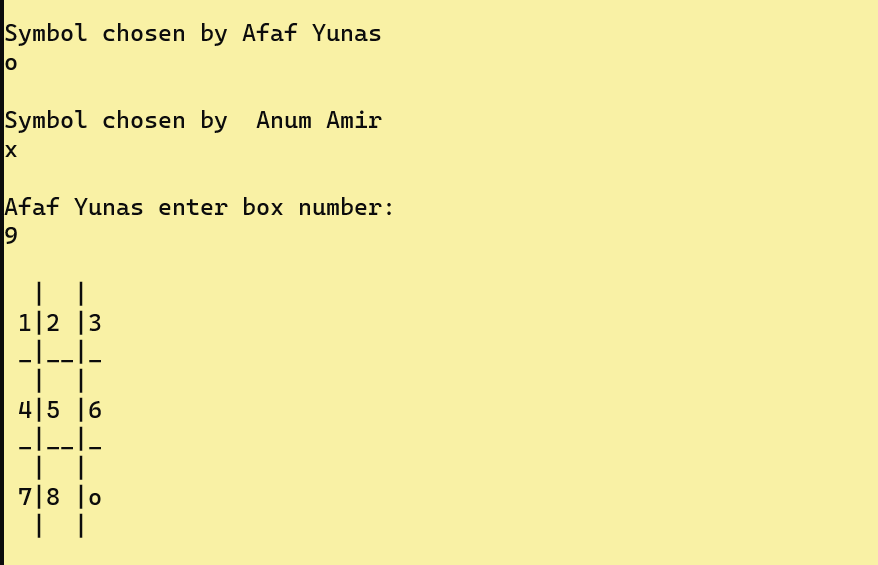 Symbol chosen by Afaf Yunas
o
Symbol chosen by  Anum Amir
x
Afaf Yunas enter box number:
9
  |  |
 1|2 |3
 _|__|_
  |  |
 4|5 |6
 _|__|_
  |  |
 7|8 |o
  |  |